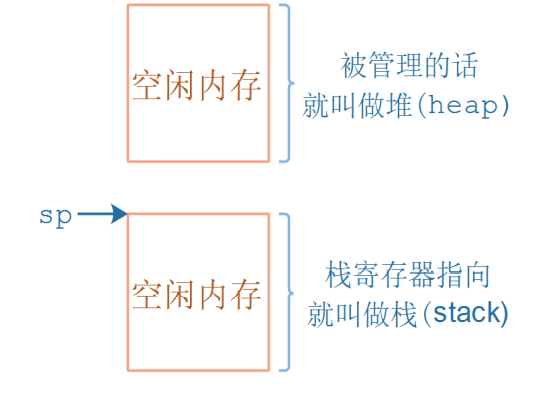 空闲内存
被管理的话
就叫做堆(heap)
sp
空闲内存
栈寄存器指向
就叫做栈(stack)